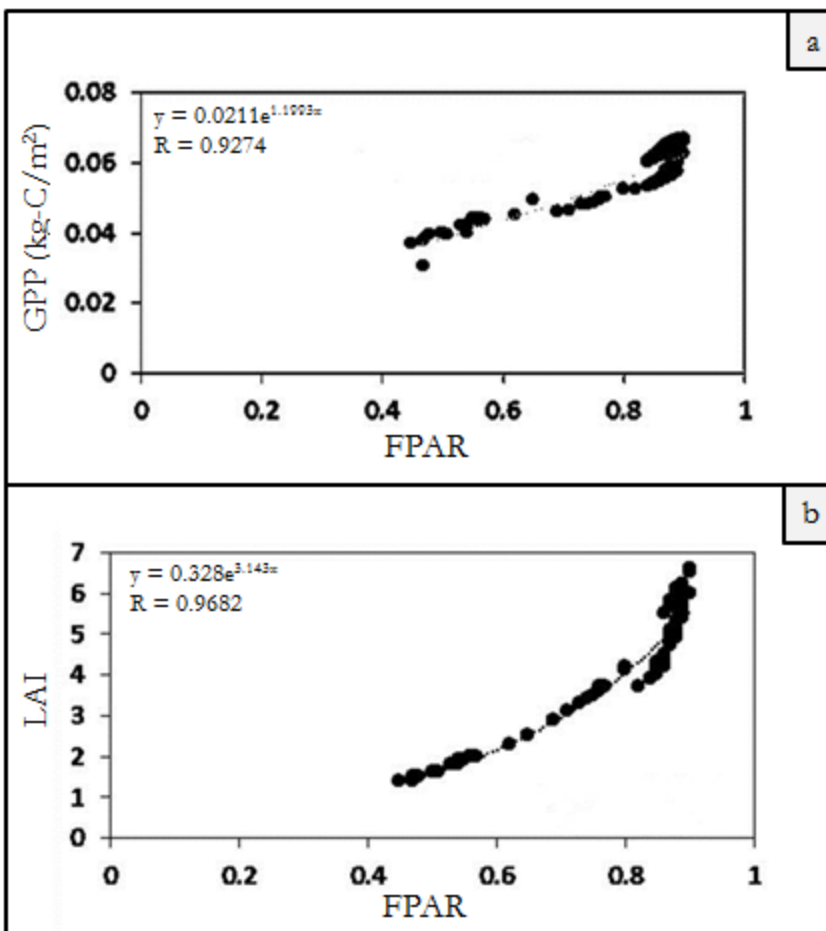 a
0.08
y = 0.0211e^1.1993x
R = 0.9274
0.06
0.04
0.02
0
GPP (kg-C/m²)
0 0.2 0.4 0.6 0.8 1
FPAR
b
7
y = 0.328e^3.143x
R = 0.9682
6
5
4
3
2
1
0
LAI
0 0.2 0.4 0.6 0.8 1
FPAR